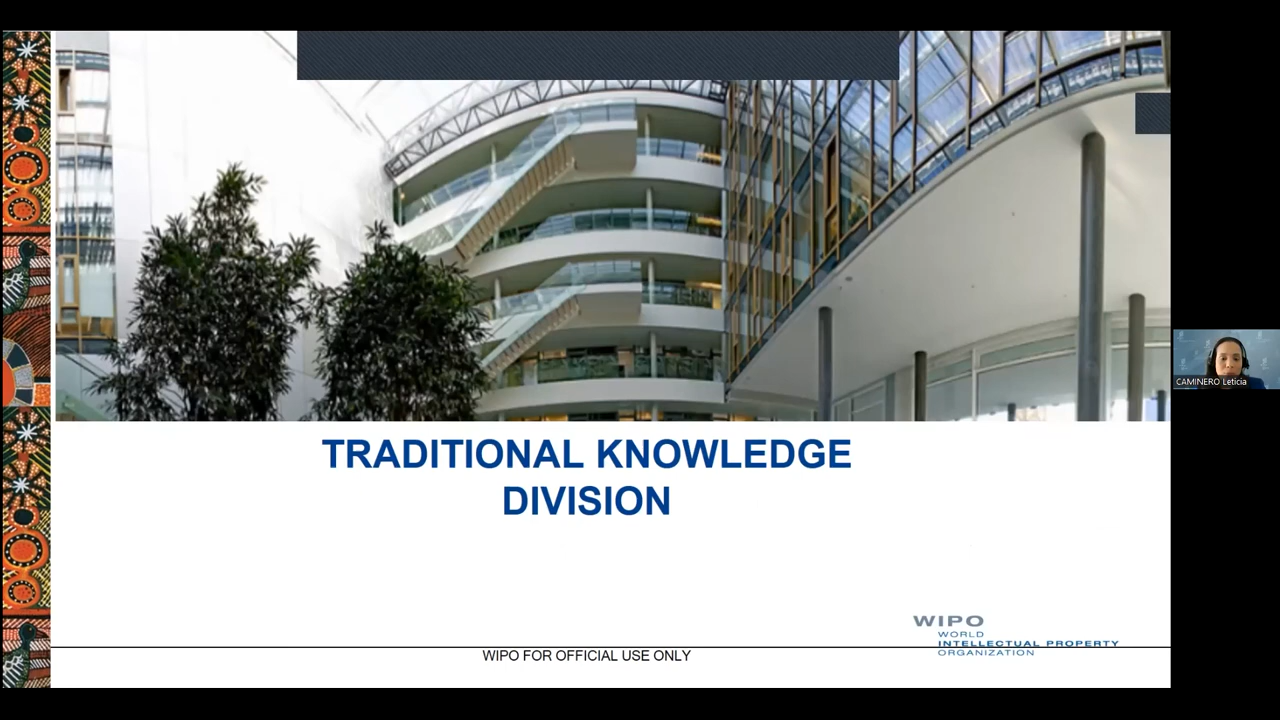 TRADITIONAL KNOWLEDGE
DIVISION
WIPO
WORLD
INTELLECTUAL PROPERTY
ORGANIZATION
WIPO FOR OFFICIAL USE ONLY
CAMINERO Leticia